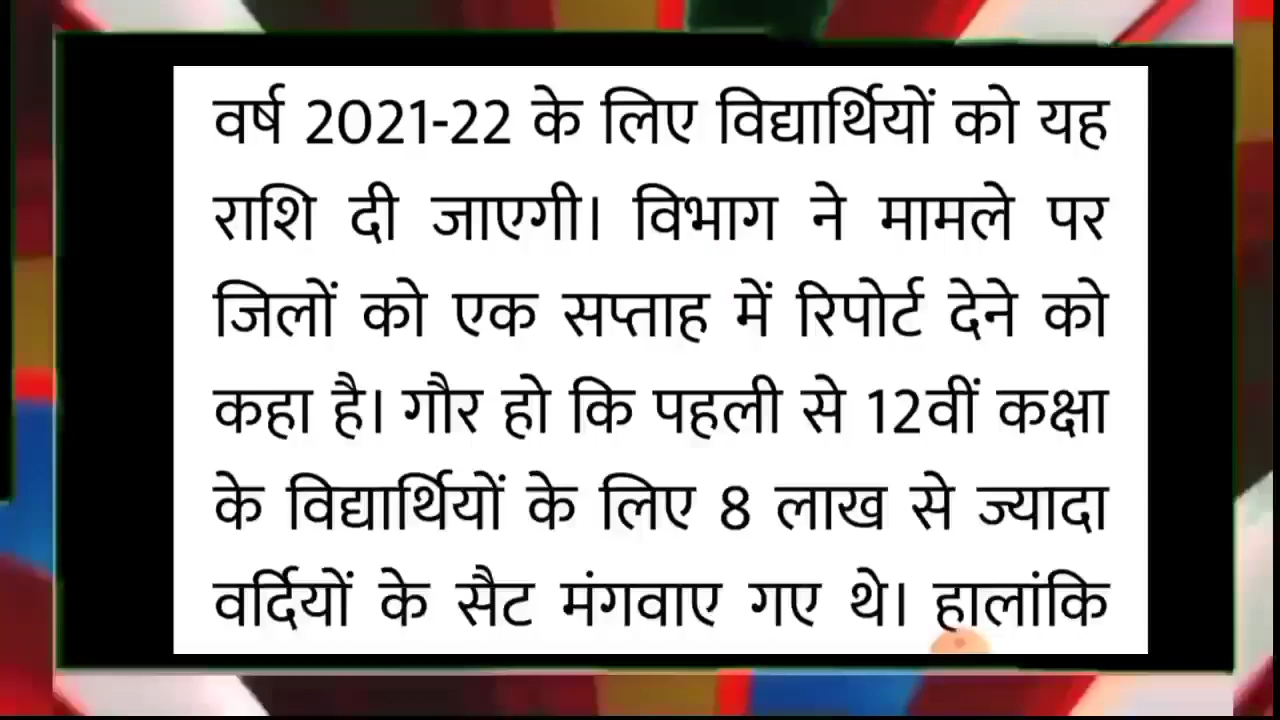 वर्ष 2021-22 के लिए विद्यार्थियों को यह
राशि दी जाएगी। विभाग ने मामले पर
जिलों को एक सप्ताह में रिपोर्ट देने को
कहा है। गौर हो कि पहली से 12वीं कक्षा
के विद्यार्थियों के लिए 8 लाख से ज्यादा
वर्दियों के सैट मंगवाए गए थे। हालांकि